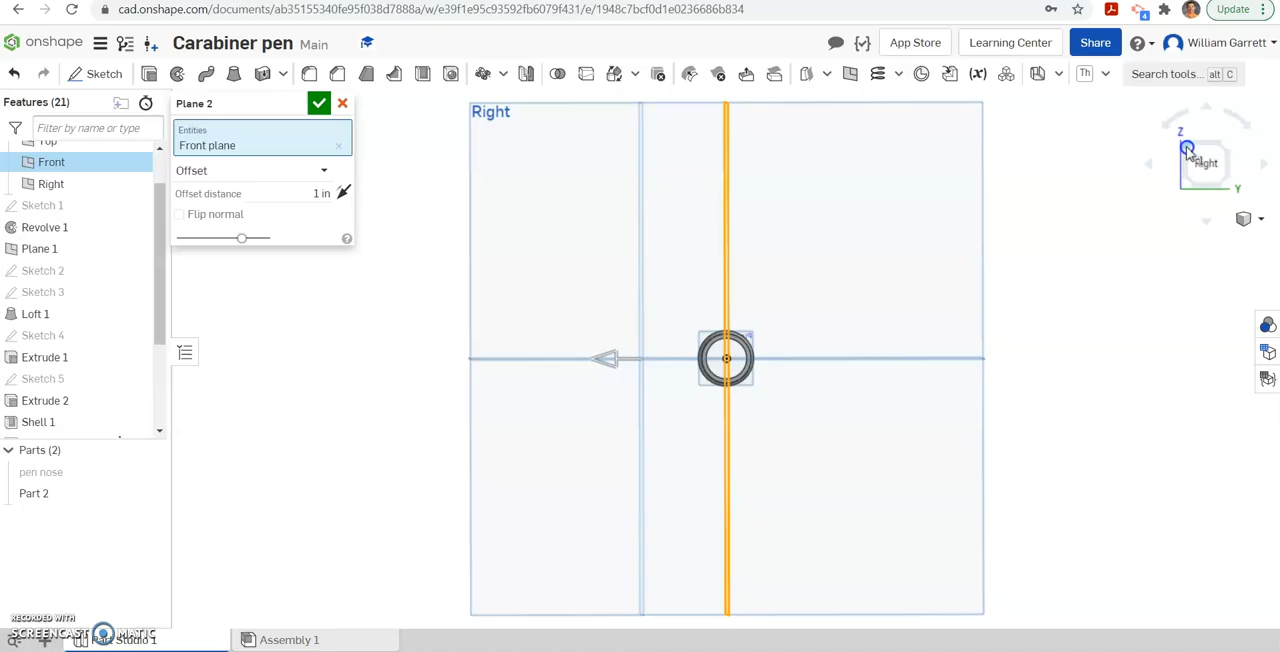 cad.onshape.com/documents/ab35155340fe95f038d7888a/w/e39f1e95c93592fb6079f431/e/1948c7bcf0d1e0236686b834
4
Update
onshape
Carabiner pen Main
App Store
Learning Center
Share
William Garrett
Sketch
Th
Search tools...
alt C
Features (21)
Filter by name or type
Top
Front
Right
Sketch 1
Revolve 1
Plane 1
Sketch 2
Sketch 3
Loft 1
Sketch 4
Extrude 1
Sketch 5
Extrude 2
Shell 1
Parts (2)
pen nose
Part 2
Plane 2
Entities
Front plane
Offset
Offset distance 1 in
Flip normal
Right
Z
Right
Y
RECORDED WITH
SCREENCAST MATIC
Part Studio 1
Assembly 1